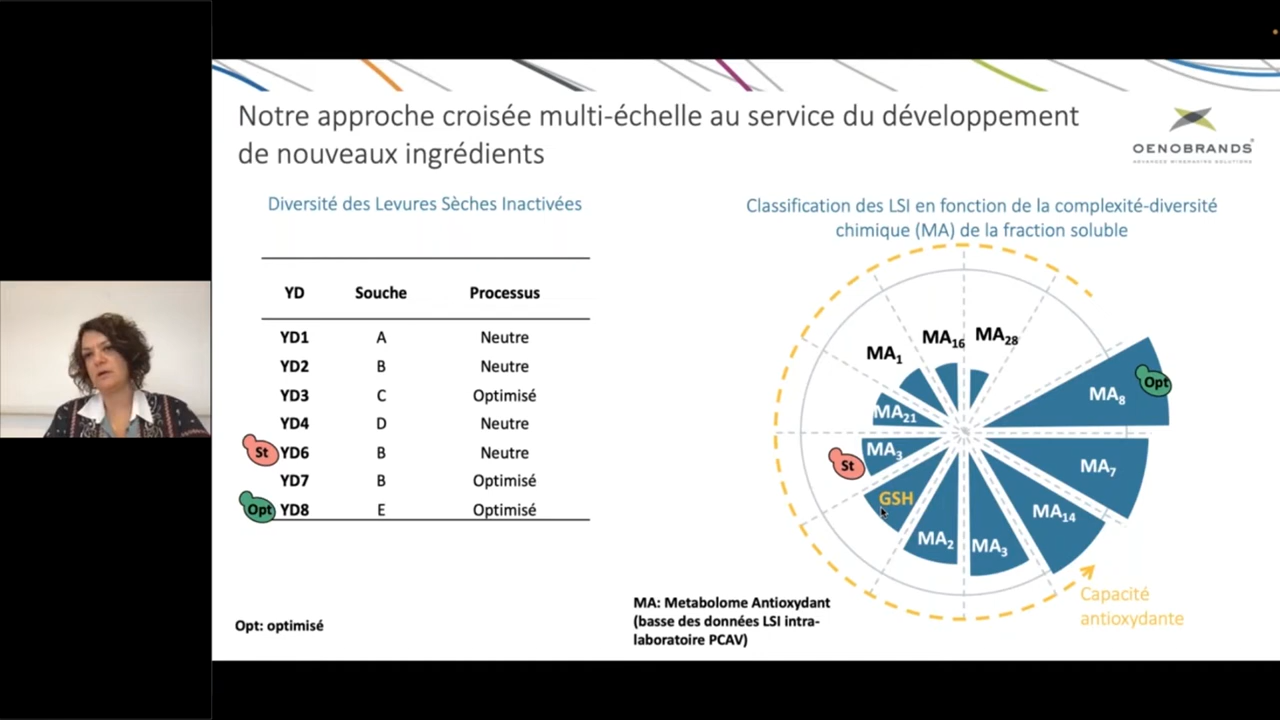 Notre approche croisée multi-échelle au service du développement
de nouveaux ingrédients
OENOBRANDS
ADVANCED WINEMAKING SOLUTIONS
Diversité des Levures Sèches Inactivées
YD Souche Processus
YD1 A Neutre
YD2 B Neutre
YD3 C Optimisé
YD4 D Neutre
St YD6 B Neutre
YD7 B Optimisé
Opt YD8 E Optimisé
Opt: optimisé
Classification des LSI en fonction de la complexité-diversité
chimique (MA) de la fraction soluble
MA1
MA16
MA28
MA8
Opt
MA21
MA3
St
MA7
GSH
MA14
MA2
MA3
Capacité
antioxydante
MA: Metabolome Antioxydant
(basse des données LSI intra-
laboratoire PCAV)